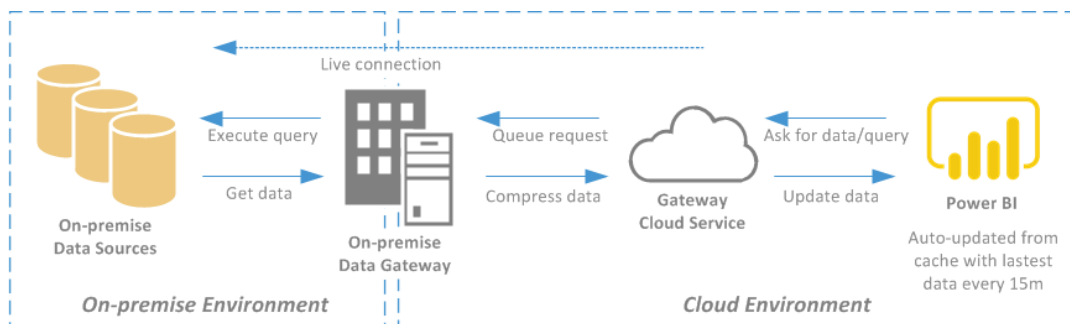 Live connection
Execute query
Queue request
Ask for data/query
Get data
Compress data
Update data
On-premise
Data Sources
On-premise
Data Gateway
Gateway
Cloud Service
Power BI
Auto-updated from
cache with lastest
data every 15m
On-premise Environment
Cloud Environment